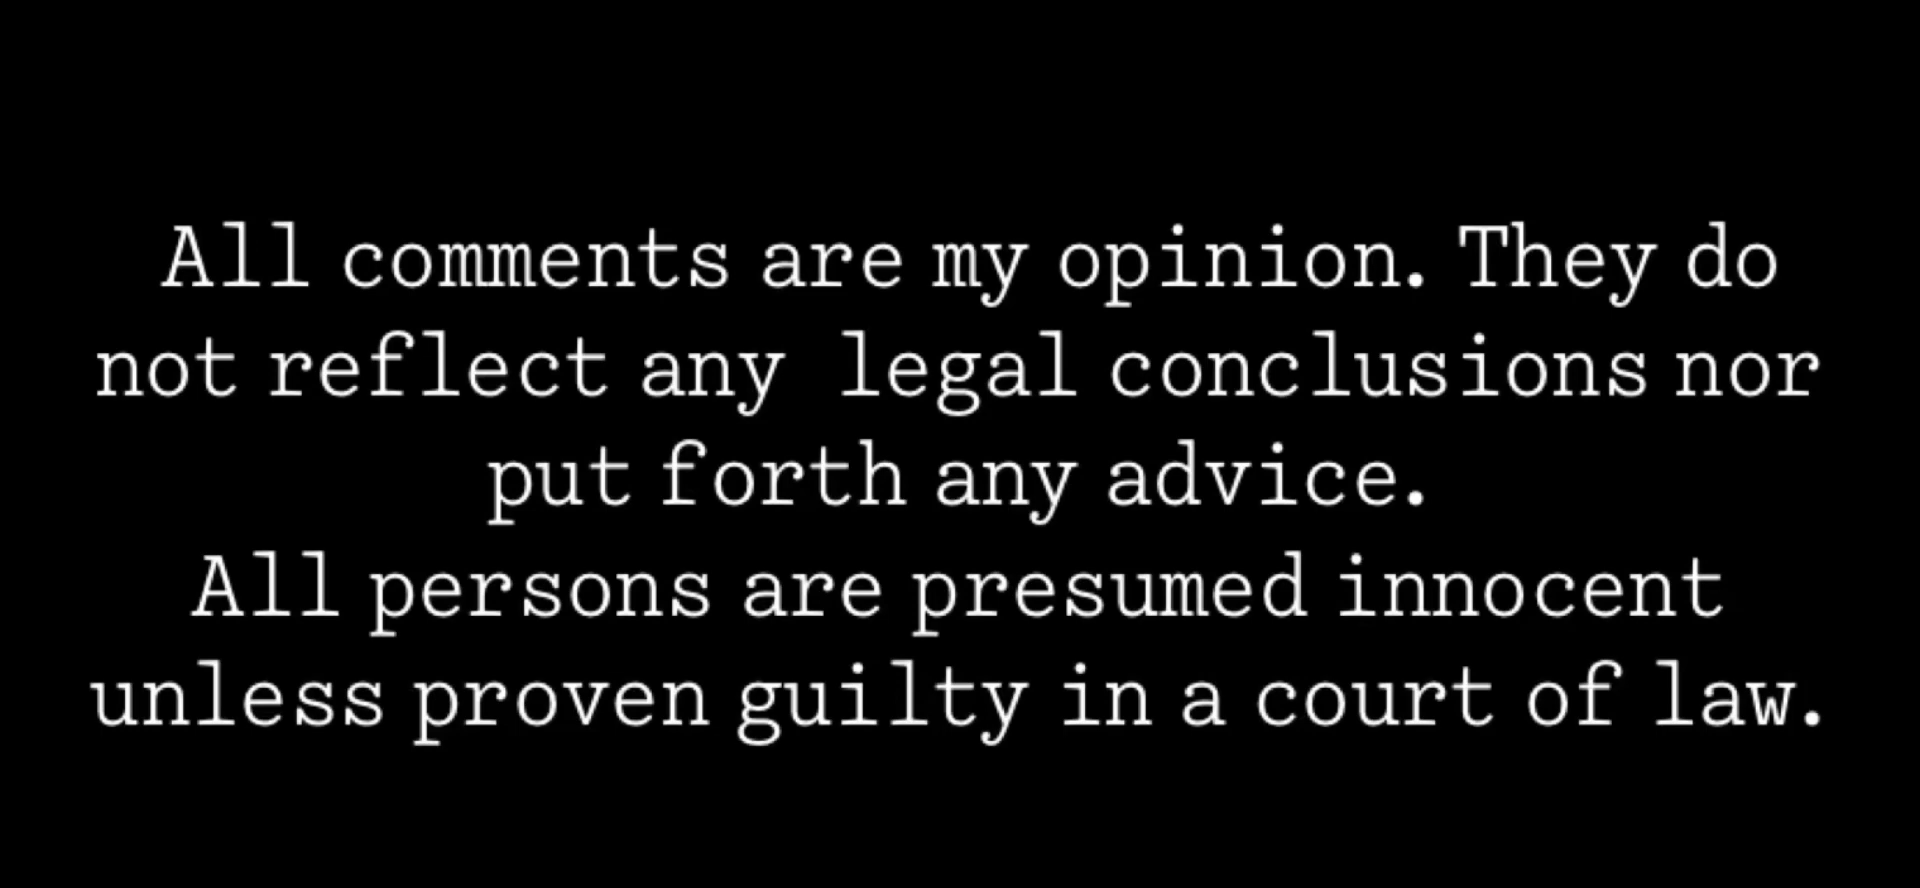 All comments are my opinion. They do
not reflect any  legal conclusions nor
put forth any advice.
All persons are presumed innocent
unless proven guilty in a court of law.